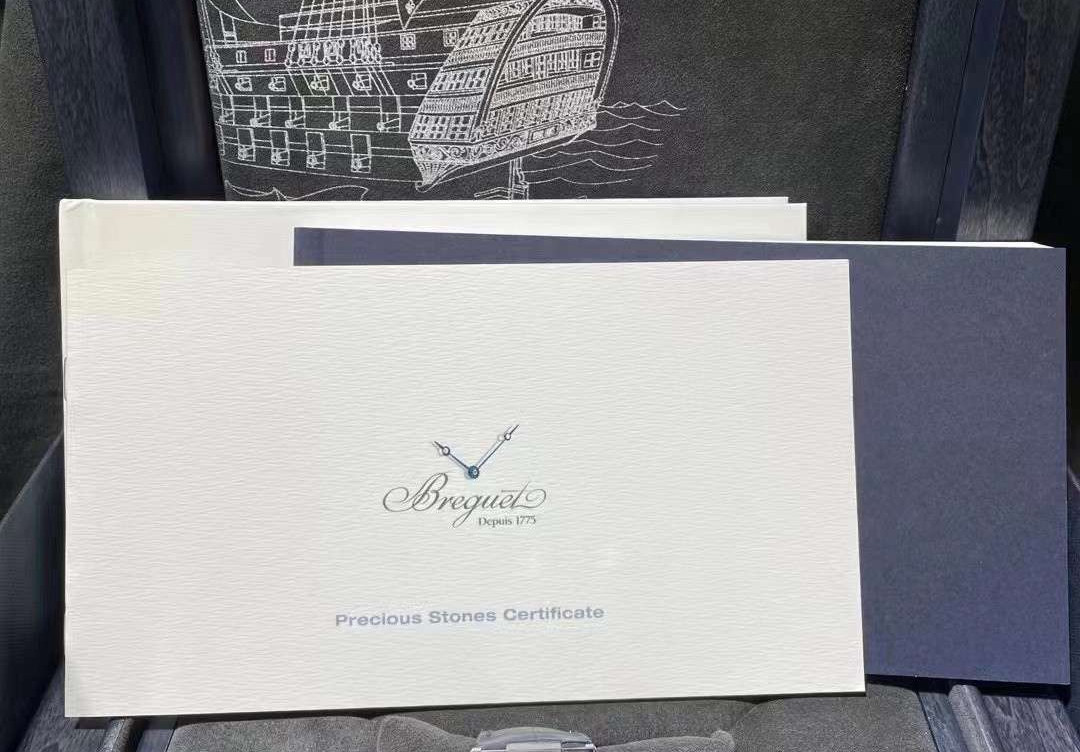 Breguet
Depuis 1775
Precious Stones Certificate